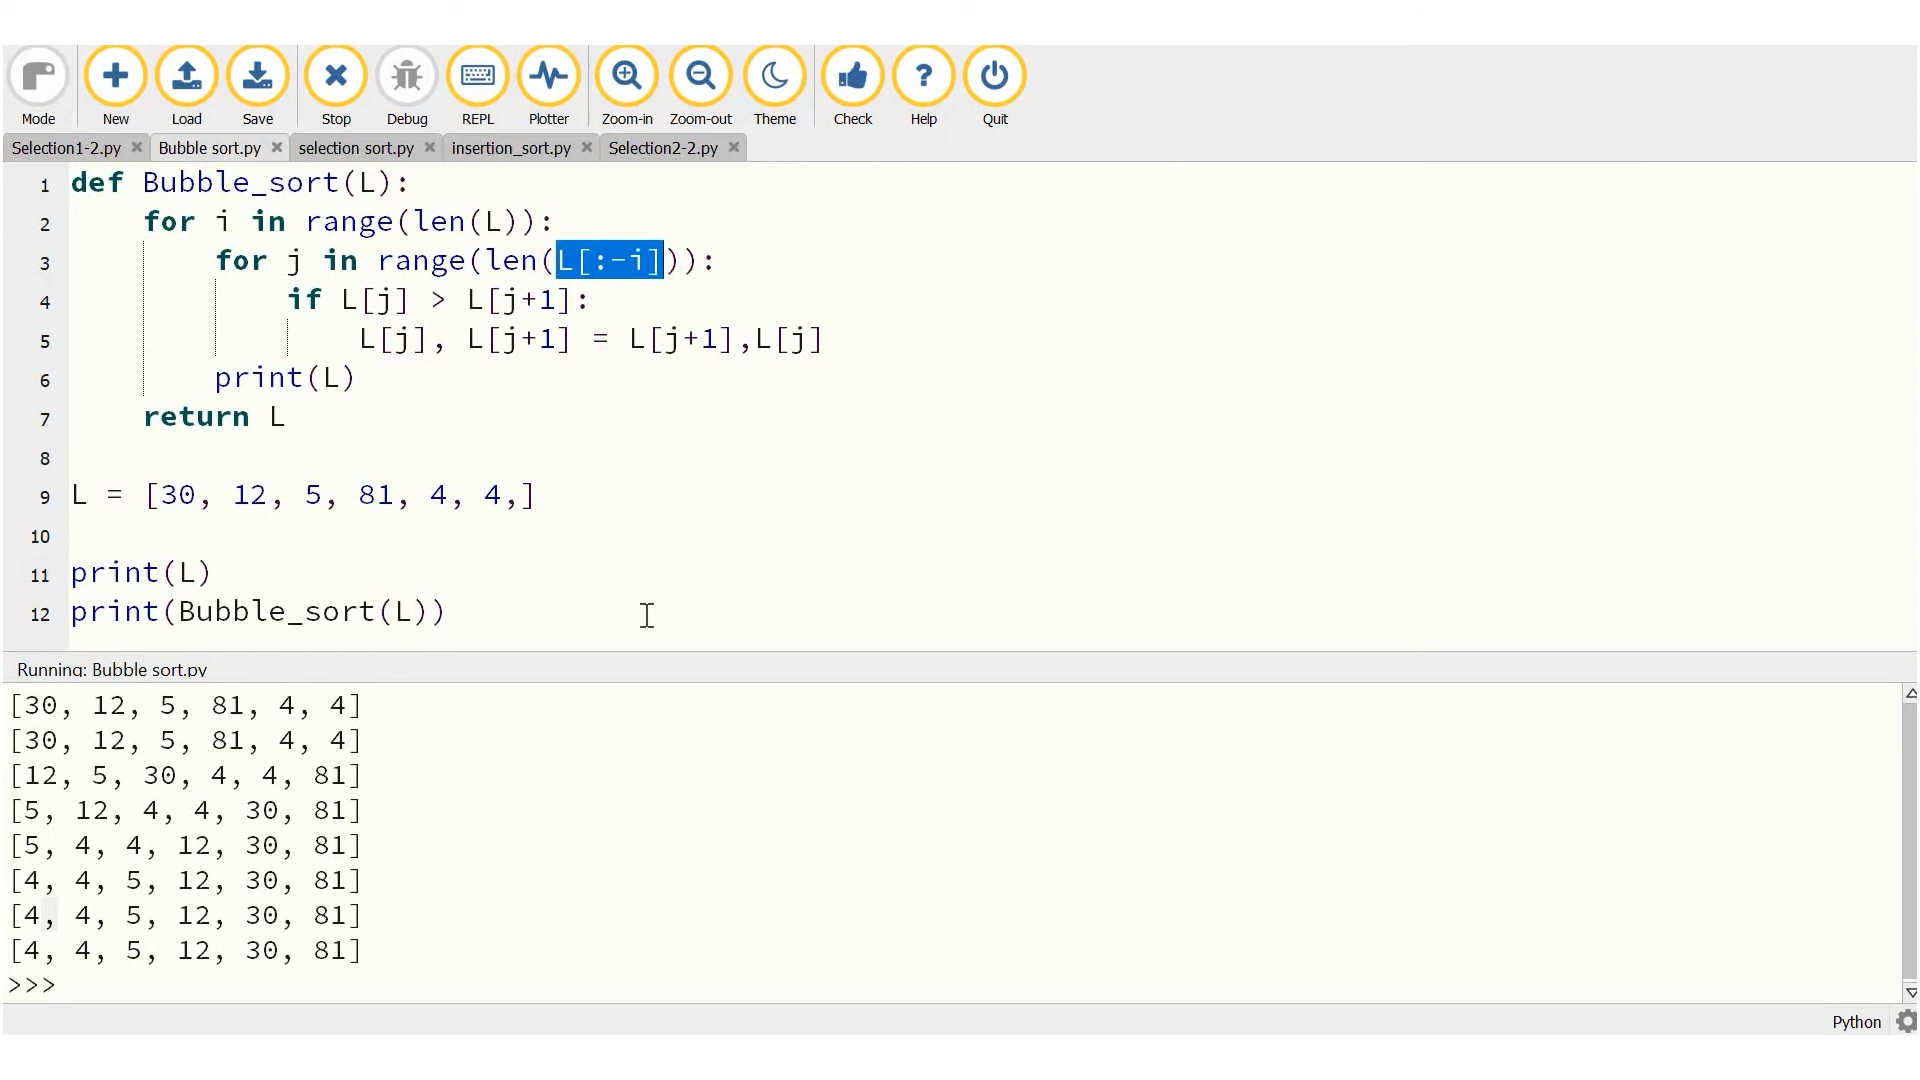 Mode New Load Save Stop Debug REPL Plotter Zoom-in Zoom-out Theme Check Help Quit
Selection1-2.py Bubble sort.py selection sort.py insertion_sort.py Selection2-2.py
1 def Bubble_sort(L):
2     for i in range(len(L)):
3         for j in range(len(L[:-i])):
4             if L[j] > L[j+1]:
5                 L[j], L[j+1] = L[j+1],L[j]
6         print(L)
7     return L
8
9 L = [30, 12, 5, 81, 4, 4,]
10
11 print(L)
12 print(Bubble_sort(L))
Running: Bubble sort.py
[30, 12, 5, 81, 4, 4]
[30, 12, 5, 81, 4, 4]
[12, 5, 30, 4, 4, 81]
[5, 12, 4, 4, 30, 81]
[5, 4, 4, 12, 30, 81]
[4, 4, 5, 12, 30, 81]
[4, 4, 5, 12, 30, 81]
[4, 4, 5, 12, 30, 81]
>>>
Python